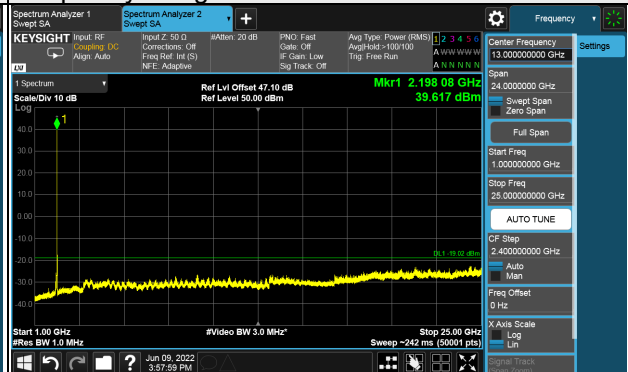 Spectrum Analyzer 1
Swept SA
Spectrum Analyzer 2
Swept SA
Frequency
KEYSIGHT
Input: RF
Coupling: DC
Align: Auto
Input Z: 50 Ω
Corrections: Off
Freq Ref: Int (S)
NFE: Adaptive
#Atten: 20 dB
PNO: Fast
Gate: Off
IF Gain: Low
Sig Track: Off
Avg Type: Power (RMS)
Avg|Hold:>100/100
Trig: Free Run
1 2 3 4 5 6
A W W W W W
A N N N N N
LXI
1 Spectrum
Scale/Div 10 dB
Log
Ref Lvl Offset 47.10 dB
Ref Level 50.00 dBm
Mkr1 2.198 08 GHz
39.617 dBm
1
40.0
30.0
20.0
10.0
0.00
-10.0
-20.0
-30.0
-40.0
DL1 -19.02 dBm
Start 1.00 GHz
#Res BW 1.0 MHz
#Video BW 3.0 MHz*
Stop 25.00 GHz
Sweep ~242 ms (50001 pts)
Jun 09, 2022
3:57:59 PM
Center Frequency
13.000000000 GHz
Settings
Span
24.0000000 GHz
Swept Span
Zero Span
Full Span
Start Freq
1.000000000 GHz
Stop Freq
25.000000000 GHz
AUTO TUNE
CF Step
2.400000000 GHz
Auto
Man
Freq Offset
0 Hz
X Axis Scale
Log
Lin
Signal Track
(Span Zoom)